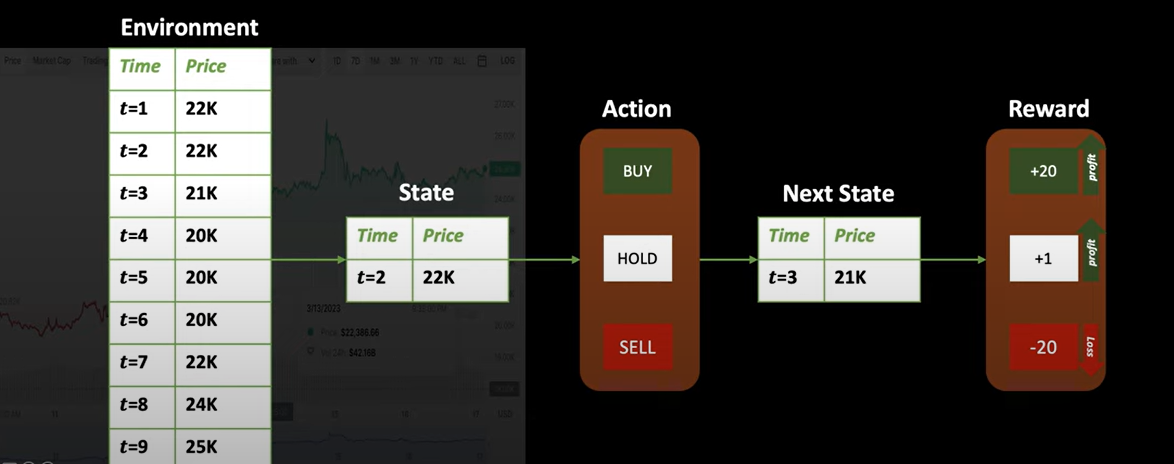 Environment
Time Price
t=1 22K
t=2 22K
t=3 21K
t=4 20K
t=5 20K
t=6 20K
t=7 22K
t=8 24K
t=9 25K
Price Market Cap Trading
1D 7D 1M 3M 1Y YTD ALL LOG
3/13/2023
Price: $22,386.66
Vol 24h: $42.16B
USD
State
Time Price
t=2 22K
Action
BUY
HOLD
SELL
Next State
Time Price
t=3 21K
Reward
+20 profit
+1 profit
-20 Loss